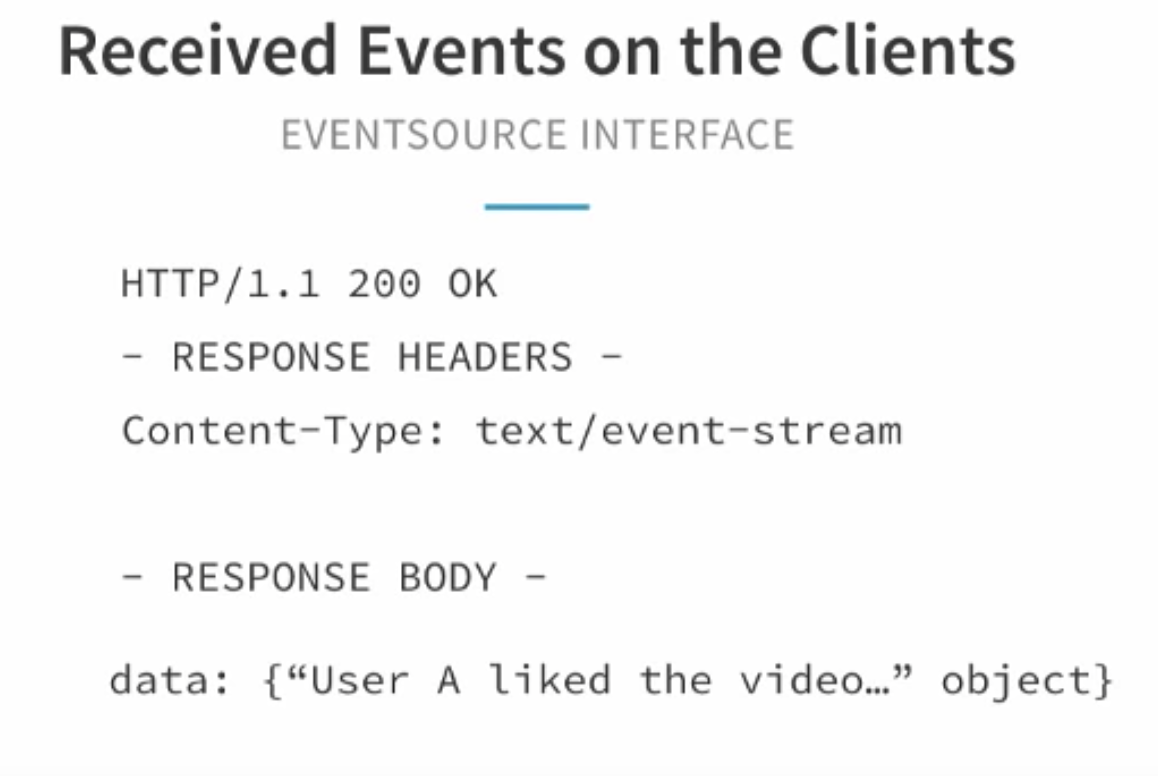 Received Events on the Clients
EVENTSOURCE INTERFACE
HTTP/1.1 200 OK
- RESPONSE HEADERS -
Content-Type: text/event-stream
- RESPONSE BODY -
data: {“User A liked the video…” object}